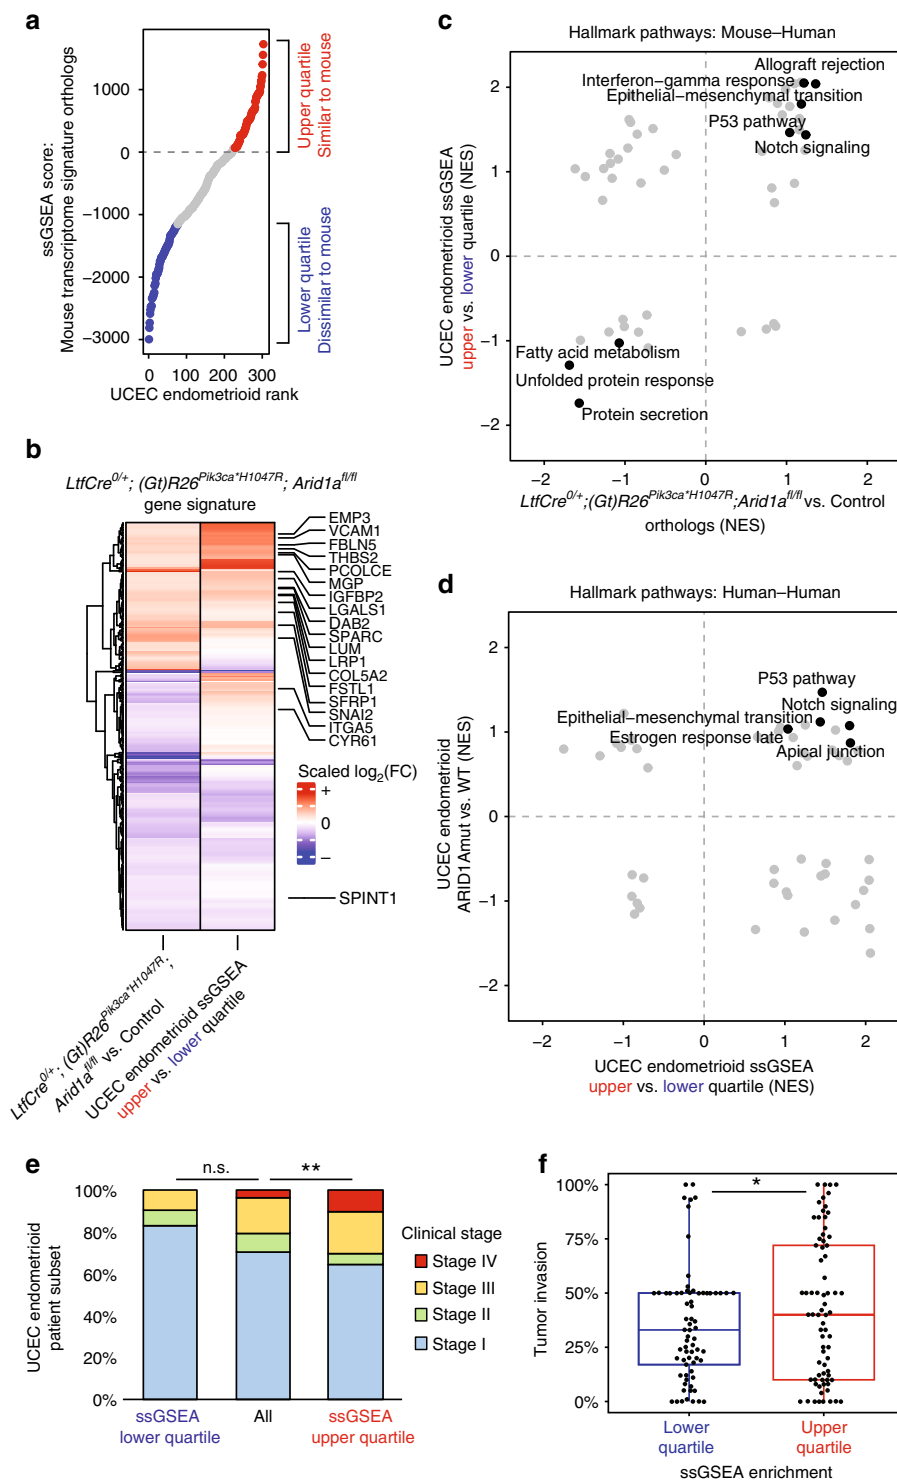 a
ssGSEA score:
Mouse transcriptome signature orthologs
1000
0
−1000
−2000
−3000
0 100 200 300
UCEC endometrioid rank
Upper quartile
Similar to mouse
Lower quartile
Dissimilar to mouse
b
LtfCre0/+; (Gt)R26Pik3ca*H1047R; Arid1afl/fl
gene signature
EMP3
VCAM1
FBLN5
THBS2
PCOLCE
MGP
IGFBP2
LGALS1
DAB2
SPARC
LUM
LRP1
COL5A2
FSTL1
SFRP1
SNAI2
ITGA5
CYR61
Scaled log2(FC)
+
0
−
SPINT1
LtfCre0/+; (Gt)R26Pik3ca*H1047R;
Arid1afl/fl vs. Control
UCEC endometrioid ssGSEA
upper vs. lower quartile
c
Hallmark pathways: Mouse–Human
UCEC endometrioid ssGSEA
upper vs. lower quartile (NES)
2
1
0
−1
−2
Allograft rejection
Interferon−gamma response
Epithelial−mesenchymal transition
P53 pathway
Notch signaling
Fatty acid metabolism
Unfolded protein response
Protein secretion
−2 −1 0 1 2
LtfCre0/+;(Gt)R26Pik3ca*H1047R;Arid1afl/fl vs. Control
orthologs (NES)
d
Hallmark pathways: Human–Human
UCEC endometrioid
ARID1Amut vs. WT (NES)
2
1
0
−1
−2
P53 pathway
Notch signaling
Epithelial−mesenchymal transition
Estrogen response late
Apical junction
−2 −1 0 1 2
UCEC endometrioid ssGSEA
upper vs. lower quartile (NES)
e
n.s.
**
UCEC endometrioid
patient subset
100%
80%
60%
40%
20%
0%
ssGSEA
lower quartile
All
ssGSEA
upper quartile
Clinical stage
Stage IV
Stage III
Stage II
Stage I
f
*
Tumor invasion
100%
75%
50%
25%
0%
Lower
quartile
Upper
quartile
ssGSEA enrichment